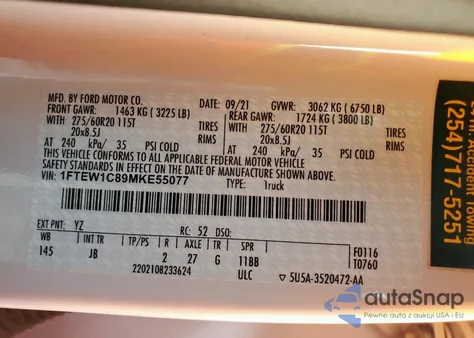 MFD. BY FORD MOTOR CO.
DATE: 09/21 GVWR: 3062 KG ( 6750 LB)
FRONT GAWR: 1463 KG ( 3225 LB) REAR GAWR: 1724 KG ( 3800 LB)
WITH 275/60R20 115T TIRES WITH 275/60R20 115T TIRES
20x8.5J RIMS 20x8.5J RIMS
AT 240 kPa/ 35 PSI COLD AT 240 kPa/ 35 PSI COLD
THIS VEHICLE CONFORMS TO ALL APPLICABLE FEDERAL MOTOR VEHICLE
SAFETY STANDARDS IN EFFECT ON THE DATE OF MANUFACTURE SHOWN ABOVE.
VIN: 1FTEW1C89MKE55077 TYPE: Truck
EXT PNT: YZ RC: 52 DSO: F0116
WB INT TR TP/PS R AXLE TR SPR T0760
145 JB 2 27 G 11BB
2202108233624 ULC 5U5A-3520472-AA
Accident Towing
(254)717-5251
autaSnap
Pewne auta z aukcji USA i EU